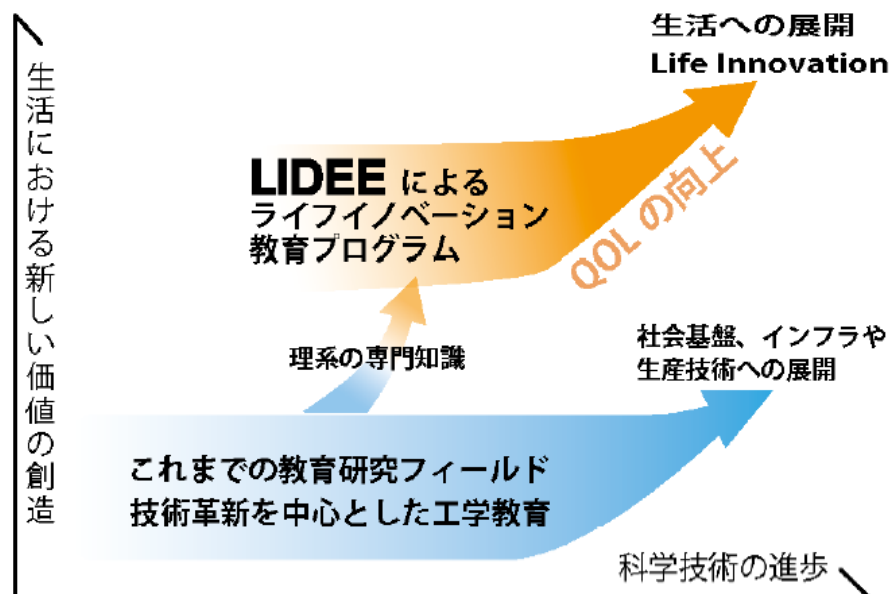 生活への展開
Life Innovation
生活における新しい価値の創造
LIDEE による
ライフイノベーション
教育プログラム
QOL の向上
理系の専門知識
社会基盤、インフラや
生産技術への展開
これまでの教育研究フィールド
技術革新を中心とした工学教育
科学技術の進歩